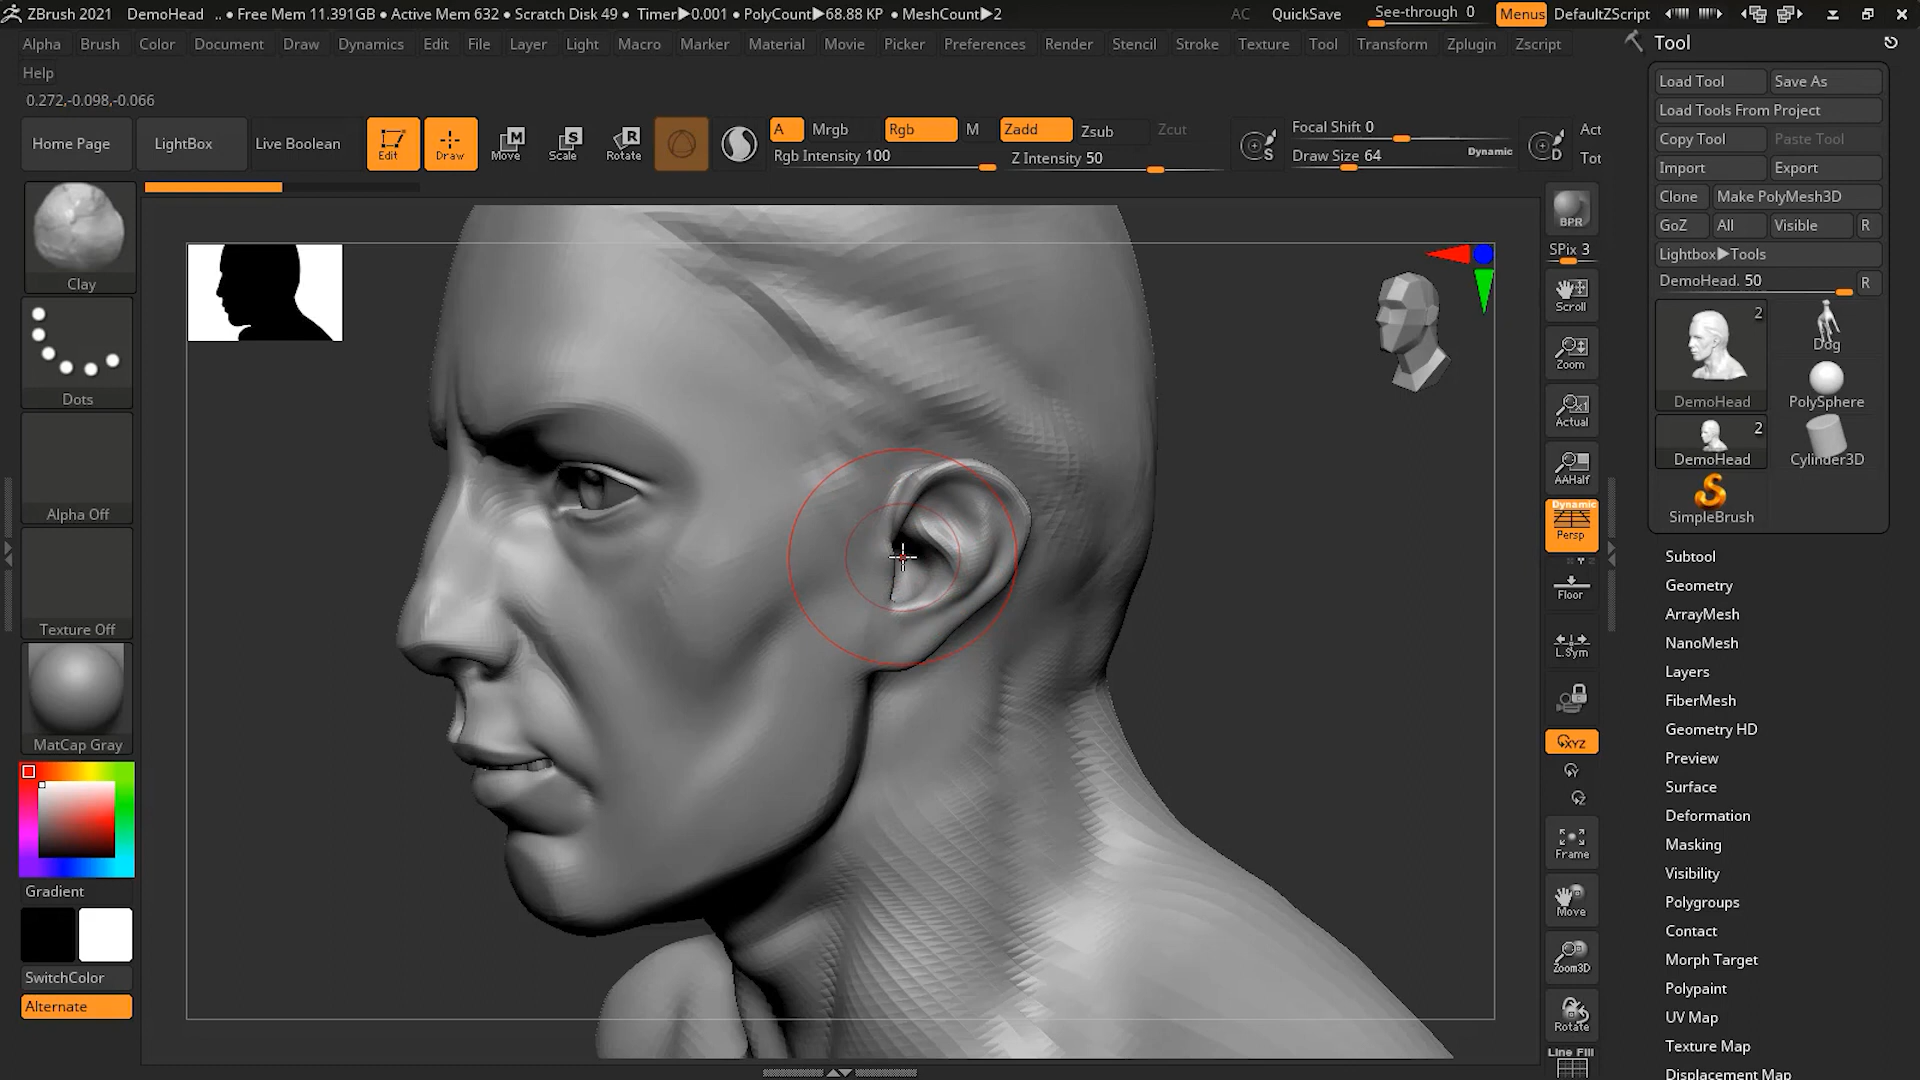 ZBrush 2021 DemoHead .. • Free Mem 11.391GB • Active Mem 632 • Scratch Disk 49 • Timer▶0.001 • PolyCount▶68.88 KP • MeshCount▶2 AC QuickSave See-through 0 Menus DefaultZScript
Alpha Brush Color Document Draw Dynamics Edit File Layer Light Macro Marker Material Movie Picker Preferences Render Stencil Stroke Texture Tool Transform Zplugin Zscript
Help
0.272,-0.098,-0.066
Home Page LightBox Live Boolean Edit Draw Move Scale Rotate
M S R
A Mrgb Rgb M Zadd Zsub Zcut
Rgb Intensity 100 Z Intensity 50
S Focal Shift 0
Draw Size 64 Dynamic
D Act
Tot
Clay
Dots
Alpha Off
Texture Off
MatCap Gray
Gradient
SwitchColor
Alternate
BPR
SPix 3
Scroll
Zoom
Actual
AAHalf
Dynamic
Persp
Floor
L.Sym
XYZ
Y
Z
Frame
Move
Zoom3D
Rotate
Line Fill
Tool
Load Tool Save As
Load Tools From Project
Copy Tool Paste Tool
Import Export
Clone Make PolyMesh3D
GoZ All Visible R
Lightbox▶Tools
DemoHead. 50 R
2 DemoHead
Dog
PolySphere
2 DemoHead
Cylinder3D
SimpleBrush
Subtool
Geometry
ArrayMesh
NanoMesh
Layers
FiberMesh
Geometry HD
Preview
Surface
Deformation
Masking
Visibility
Polygroups
Contact
Morph Target
Polypaint
UV Map
Texture Map
Displacement Map